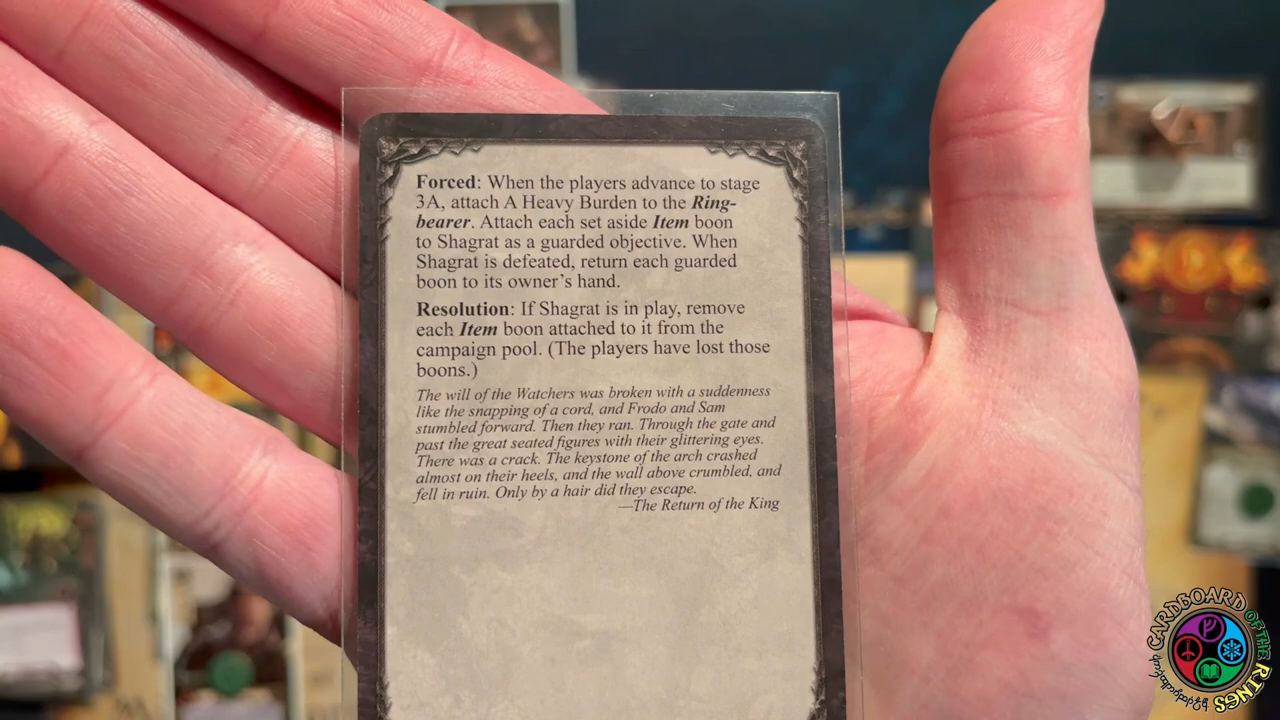 Forced: When the players advance to stage
3A, attach A Heavy Burden to the Ring-
bearer. Attach each set aside Item boon
to Shagrat as a guarded objective. When
Shagrat is defeated, return each guarded
boon to its owner's hand.
Resolution: If Shagrat is in play, remove
each Item boon attached to it from the
campaign pool. (The players have lost those
boons.)
The will of the Watchers was broken with a suddenness
like the snapping of a cord, and Frodo and Sam
stumbled forward. Then they ran. Through the gate and
past the great seated figures with their glittering eyes.
There was a crack. The keystone of the arch crashed
almost on their heels, and the wall above crumbled, and
fell in ruin. Only by a hair did they escape.
—The Return of the King
CARDBOARD OF THE RINGS